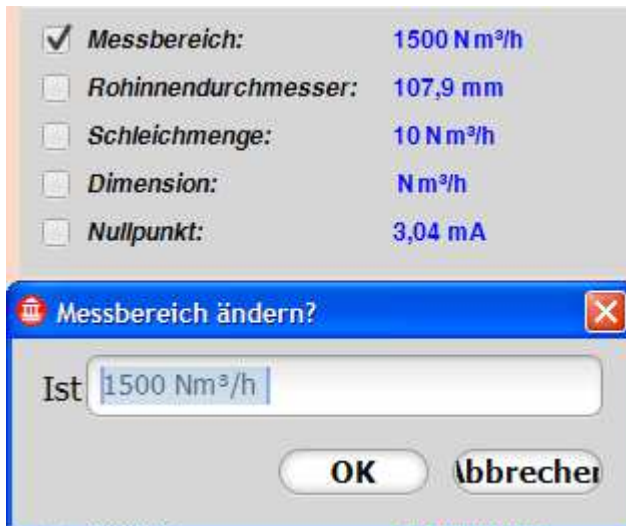 Messbereich: 1500 Nm³/h
Rohinnendurchmesser: 107,9 mm
Schleichmenge: 10 Nm³/h
Dimension: Nm³/h
Nullpunkt: 3,04 mA
Messbereich ändern?
Ist 1500 Nm³/h
OK Abbrechen